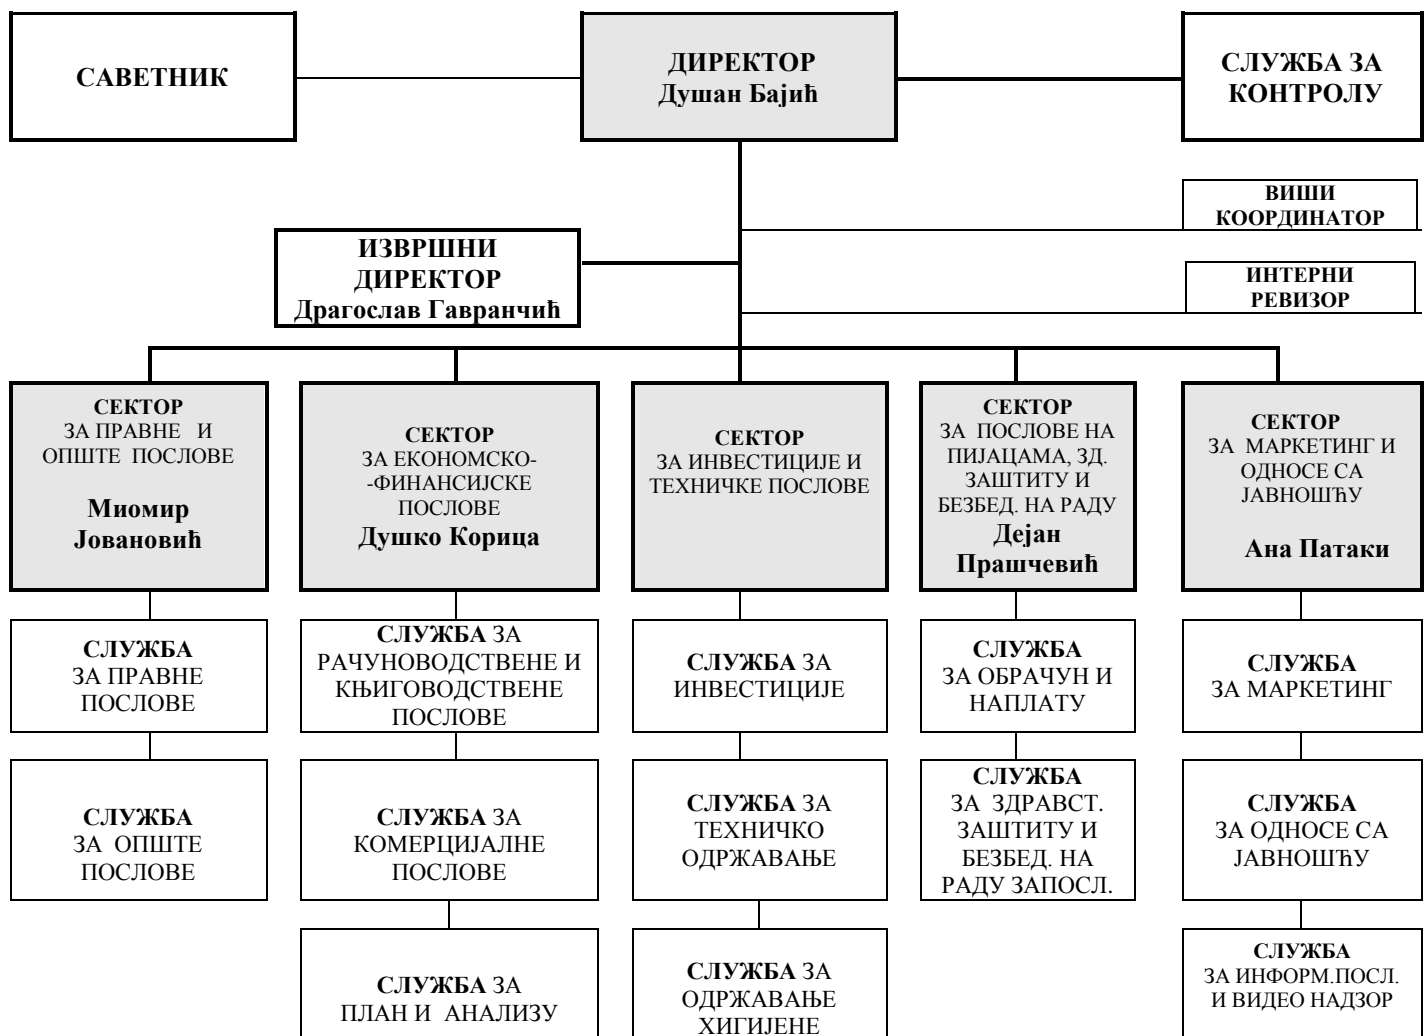 САВЕТНИК
ДИРЕКТОР
Душан Бајић
СЛУЖБА ЗА
КОНТРОЛУ
ВИШИ
КООРДИНАТОР
ИЗВРШНИ
ДИРЕКТОР
Драгослав Гавранчић
ИНТЕРНИ
РЕВИЗОР
СЕКТОР
ЗА ПРАВНЕ И
ОПШТЕ ПОСЛОВЕ
Миомир
Јовановић
СЕКТОР
ЗА ЕКОНОМСКО-
-ФИНАНСИЈСКЕ
ПОСЛОВЕ
Душко Корица
СЕКТОР
ЗА ИНВЕСТИЦИЈЕ И
ТЕХНИЧКЕ ПОСЛОВЕ
СЕКТОР
ЗА ПОСЛОВЕ НА
ПИЈАЦАМА, ЗД.
ЗАШТИТУ И
БЕЗБЕД. НА РАДУ
Дејан
Прашчевић
СЕКТОР
ЗА МАРКЕТИНГ И
ОДНОСЕ СА
ЈАВНОШЋУ
Ана Патаки
СЛУЖБА
ЗА ПРАВНЕ
ПОСЛОВЕ
СЛУЖБА ЗА
РАЧУНОВОДСТВЕНЕ И
КЊИГОВОДСТВЕНЕ
ПОСЛОВЕ
СЛУЖБА ЗА
ИНВЕСТИЦИЈЕ
СЛУЖБА
ЗА ОБРАЧУН И
НАПЛАТУ
СЛУЖБА
ЗА МАРКЕТИНГ
СЛУЖБА
ЗА ОПШТЕ
ПОСЛОВЕ
СЛУЖБА ЗА
КОМЕРЦИЈАЛНЕ
ПОСЛОВЕ
СЛУЖБА ЗА
ТЕХНИЧКО
ОДРЖАВАЊЕ
СЛУЖБА
ЗА ЗДРАВСТ.
ЗАШТИТУ И
БЕЗБЕД. НА
РАДУ ЗАПОСЛ.
СЛУЖБА
ЗА ОДНОСЕ СА
ЈАВНОШЋУ
СЛУЖБА ЗА
ПЛАН И АНАЛИЗУ
СЛУЖБА ЗА
ОДРЖАВАЊЕ
ХИГИЈЕНЕ
СЛУЖБА
ЗА ИНФОРМ.ПОСЛ.
И ВИДЕО НАДЗОР